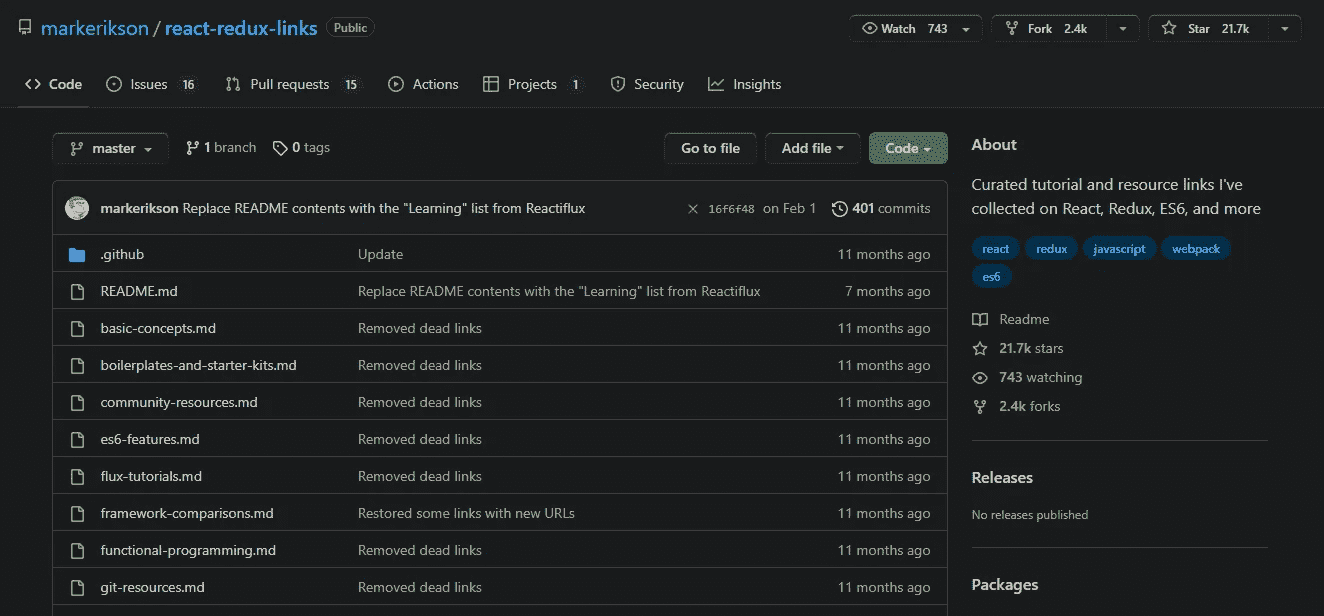 markerikson / react-redux-links Public Watch 743 Fork 2.4k Star 21.7k
Code Issues 16 Pull requests 15 Actions Projects 1 Security Insights
master 1 branch 0 tags Go to file Add file Code
markerikson Replace README contents with the "Learning" list from Reactiflux 16f6f48 on Feb 1 401 commits
.github Update 11 months ago
README.md Replace README contents with the "Learning" list from Reactiflux 7 months ago
basic-concepts.md Removed dead links 11 months ago
boilerplates-and-starter-kits.md Removed dead links 11 months ago
community-resources.md Removed dead links 11 months ago
es6-features.md Removed dead links 11 months ago
flux-tutorials.md Removed dead links 11 months ago
framework-comparisons.md Restored some links with new URLs 11 months ago
functional-programming.md Removed dead links 11 months ago
git-resources.md Removed dead links 11 months ago
About
Curated tutorial and resource links I've
collected on React, Redux, ES6, and more
react redux javascript webpack
es6
Readme
21.7k stars
743 watching
2.4k forks
Releases
No releases published
Packages